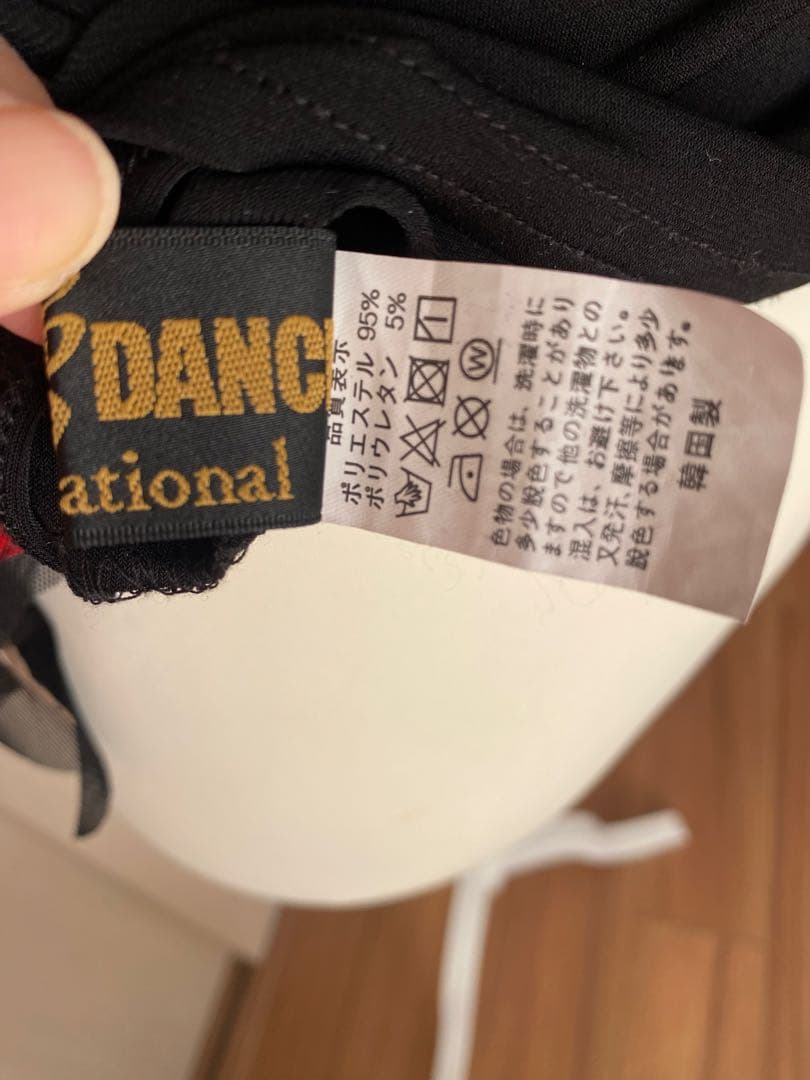 DANC
ational
品質表示
ポリエステル 95%
ポリウレタン 5%
W
色物の場合は、洗濯時に
多少脱色することがあり
ますので他の洗濯物との
混入は、お避け下さい。
又発汗、摩擦等により多少
脱色する場合があります。
韓国製